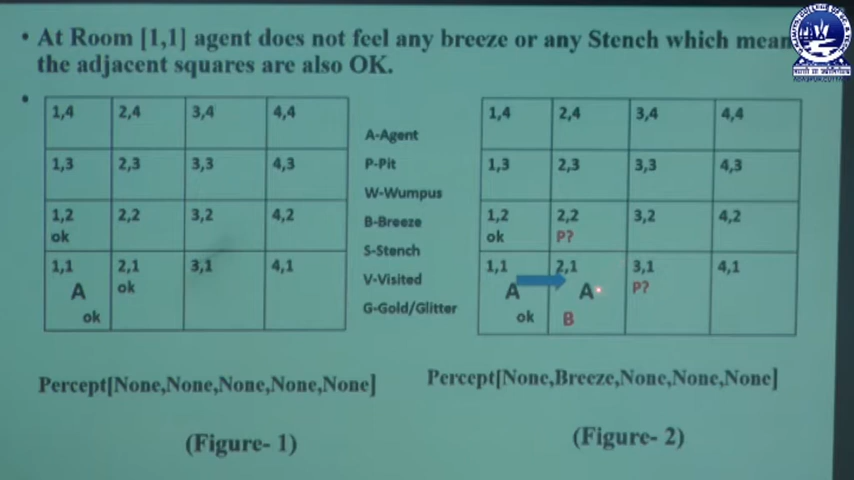 • At Room [1,1] agent does not feel any breeze or any Stench which mean
the adjacent squares are also OK.
•
1,4 2,4 3,4 4,4
1,3 2,3 3,3 4,3
1,2 2,2 3,2 4,2
ok
1,1 2,1 3,1 4,1
ok
A
ok
A-Agent
P-Pit
W-Wumpus
B-Breeze
S-Stench
V-Visited
G-Gold/Glitter
1,4 2,4 3,4 4,4
1,3 2,3 3,3 4,3
1,2 2,2 3,2 4,2
ok P?
1,1 2,1 3,1 4,1
A A P?
ok B
Percept[None,None,None,None,None]
Percept[None,Breeze,None,None,None]
(Figure- 1)
(Figure- 2)